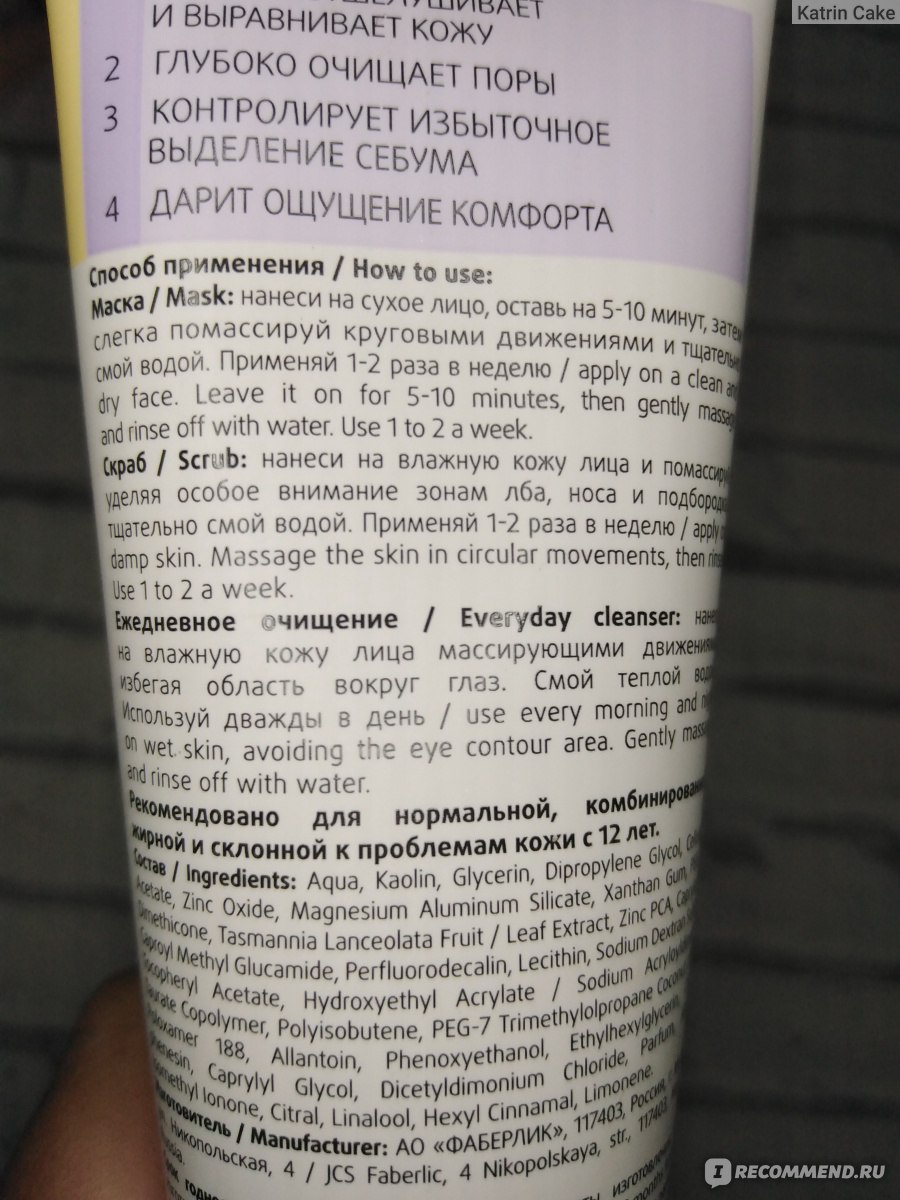 Katrin Cake
И ВЫРАВНИВАЕТ КОЖУ
2 ГЛУБОКО ОЧИЩАЕТ ПОРЫ
3 КОНТРОЛИРУЕТ ИЗБЫТОЧНОЕ
ВЫДЕЛЕНИЕ СЕБУМА
4 ДАРИТ ОЩУЩЕНИЕ КОМФОРТА
Способ применения / How to use:
Маска / Mask: нанеси на сухое лицо, оставь на 5-10 минут,
слегка помассируй круговыми движениями и
смой водой. Применяй 1-2 раза в неделю / apply on a clean
dry face. Leave it on for 5-10 minutes, then gently
and rinse off with water. Use 1 to 2 a week.
Скраб / Scrub: нанеси на влажную кожу лица и
уделяя особое внимание зонам лба, носа и
тщательно смой водой. Применяй 1-2 раза в неделю / apply
damp skin. Massage the skin in circular movements, then
Use 1 to 2 a week.
Ежедневное очищение / Everyday cleanser:
на влажную кожу лица массирующими
избегая область вокруг глаз. Смой теплой
Используй дважды в день / use every morning and
on wet skin, avoiding the eye contour area. Gently
and rinse off with water.
Рекомендовано для нормальной,
жирной и склонной к проблемам кожи с 12 лет.
Состав / Ingredients: Aqua, Kaolin, Glycerin, Dipropylene Glycol,
Acetate, Zinc Oxide, Magnesium Aluminum Silicate, Xanthan Gum,
Dimethicone, Tasmannia Lanceolata Fruit / Leaf Extract, Zinc PCA,
Caproyl Methyl Glucamide, Perfluorodecalin, Lecithin, Sodium Dextran
Tocopheryl Acetate, Hydroxyethyl Acrylate / Sodium
Copolymer, Polyisobutene, PEG-7 Trimethylolpropane
188, Allantoin, Phenoxyethanol, Ethylhexylglycerin,
Caprylyl Glycol, Dicetyldimonium Chloride, Parfum,
Ionone, Citral, Linalool, Hexyl Cinnamal, Limonene.
Изготовитель / Manufacturer: АО «ФАБЕРЛИК», 117403, Россия,
Никопольская, 4 / JCS Faberlic, 4 Nikopolskaya, str., 117403,
IRECOMMEND.RU